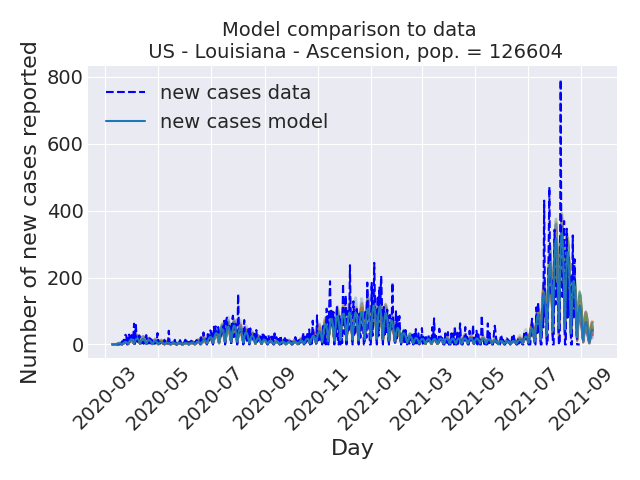 Model comparison to data
US - Louisiana - Ascension, pop. = 126604
new cases data
new cases model
Number of new cases reported
800
600
400
200
0
2020-03
2020-05
2020-07
2020-09
2020-11
2021-01
2021-03
2021-05
2021-07
2021-09
Day